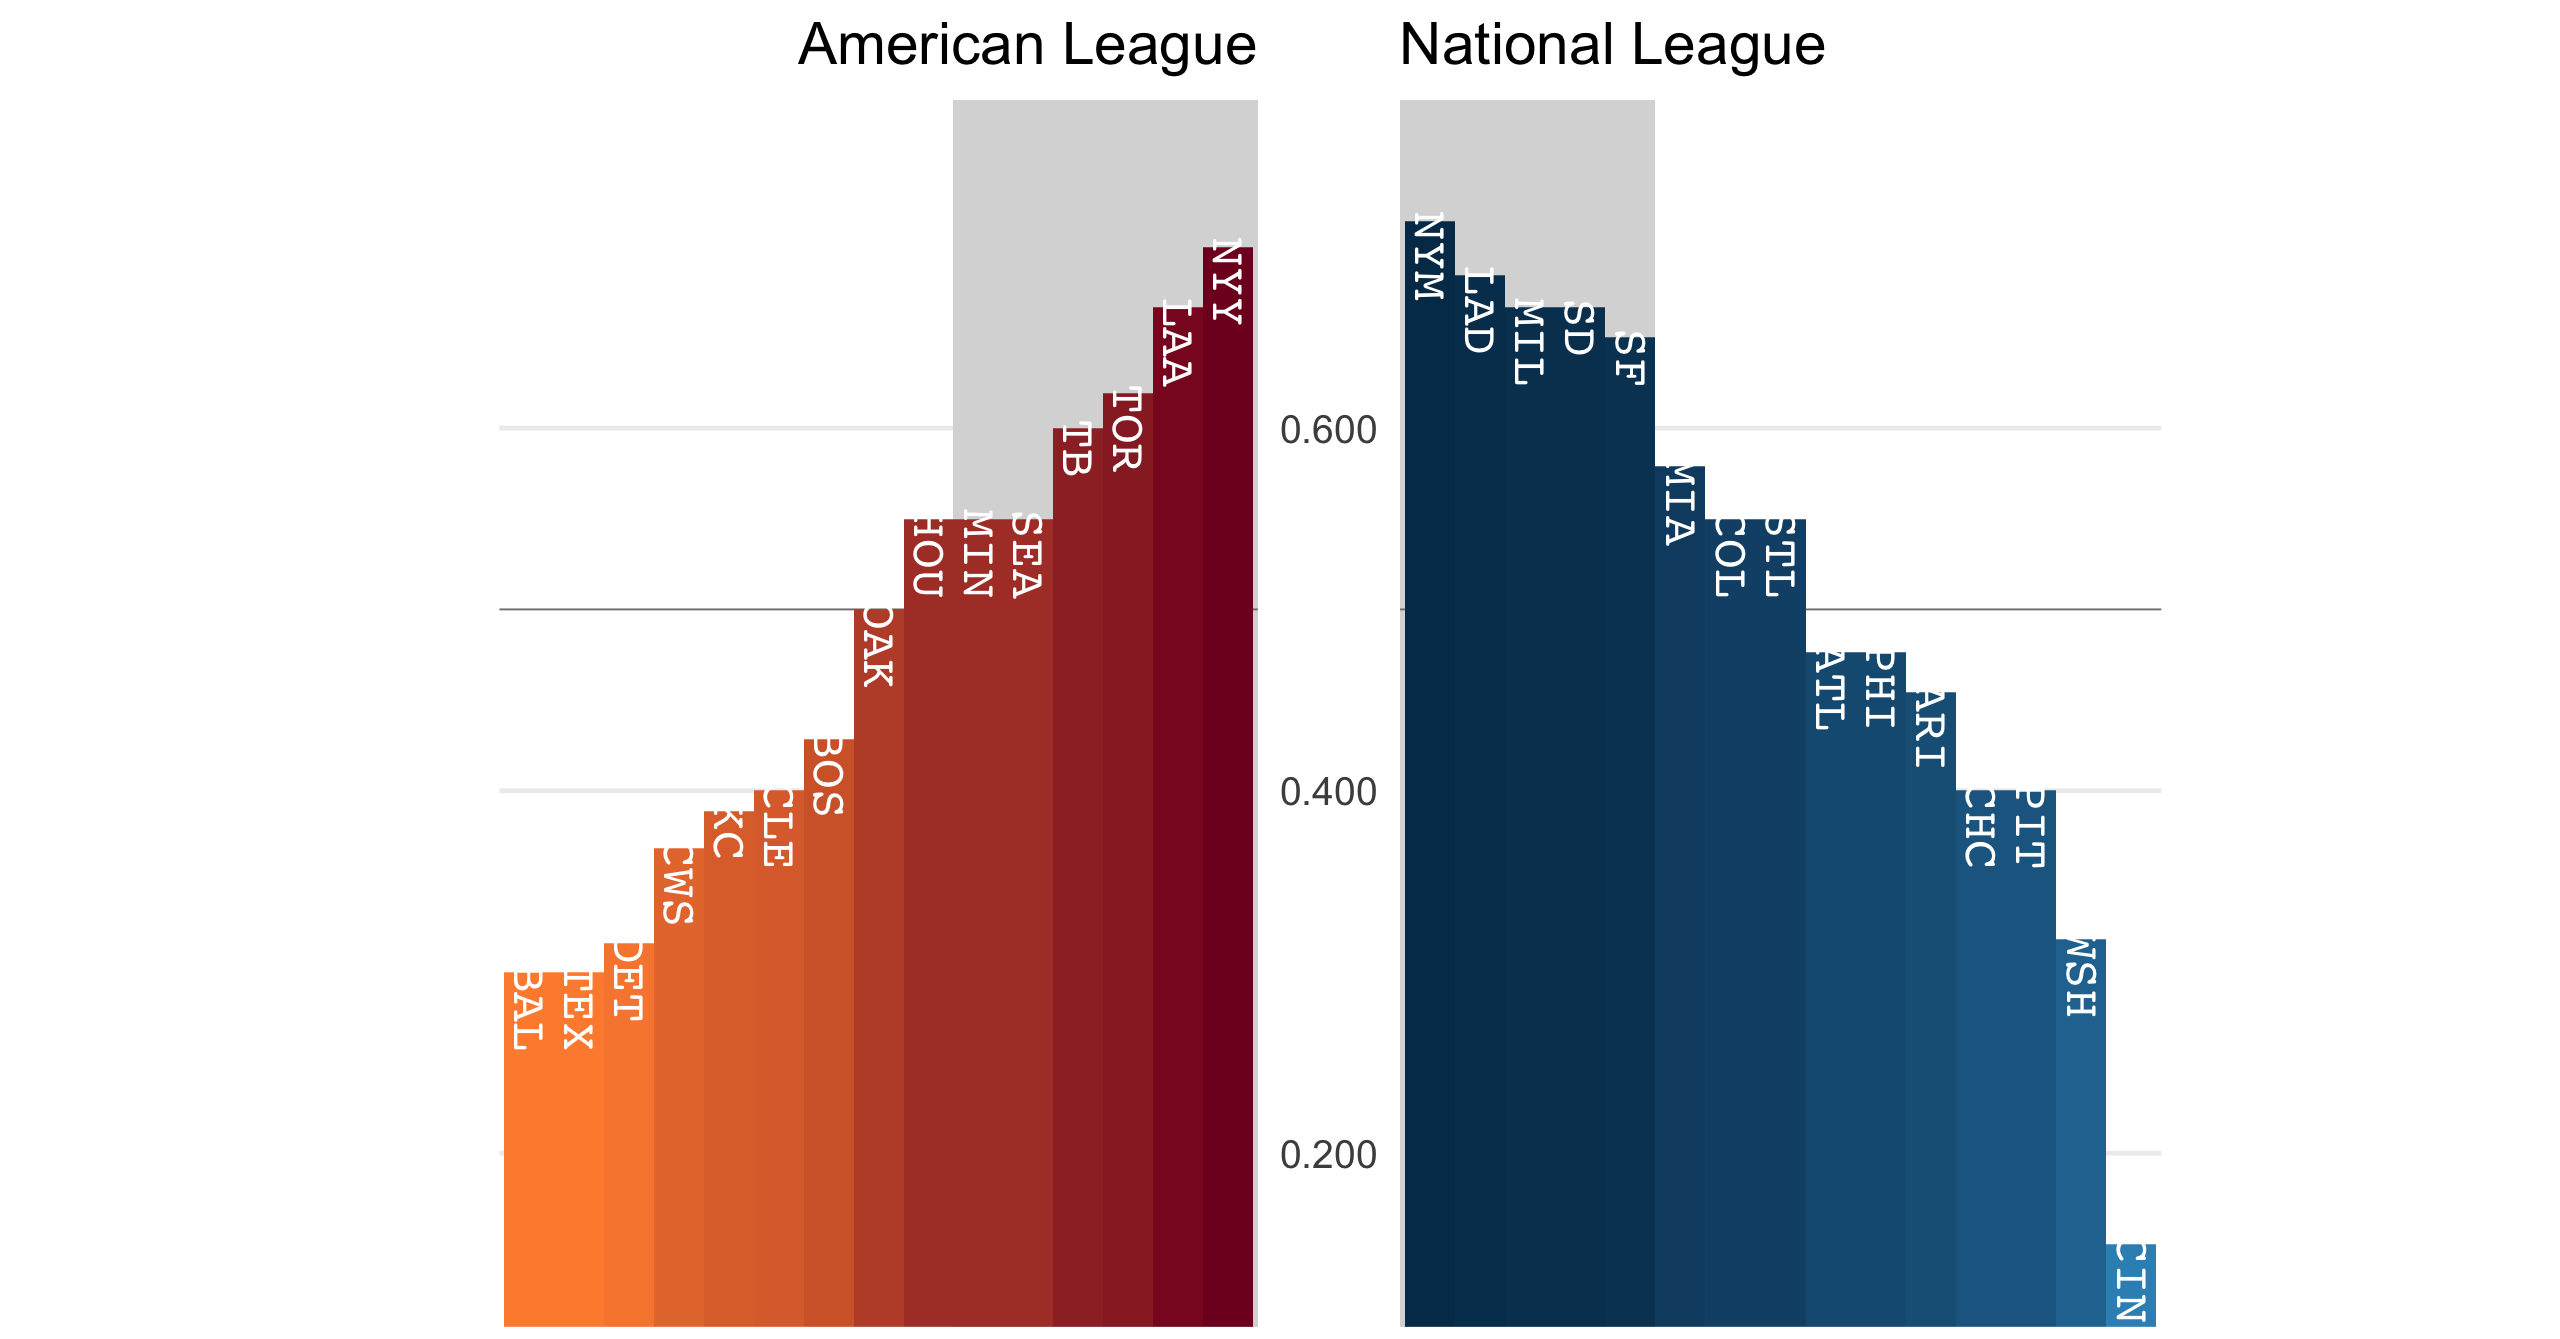 American League
National League
BAL
TEX
DET
CWS
KC
CLE
BOS
OAK
HOU
MIN
SEA
TB
TOR
LAA
NYY
0.600
0.400
0.200
NYM
LAD
MIL
SD
SF
MIA
COL
STL
ATL
PHI
ARI
CHC
PIT
WSH
CIN